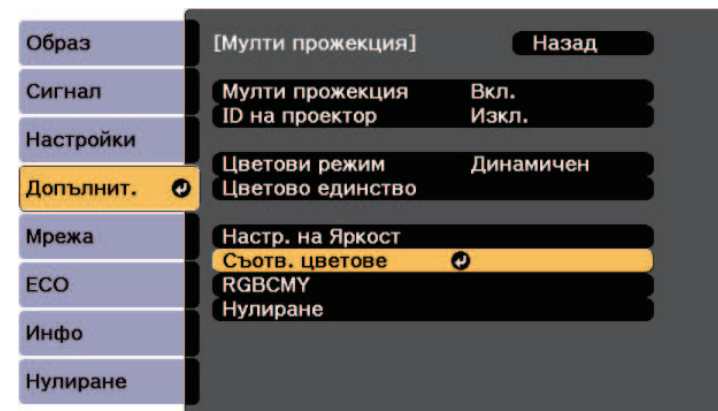 Образ
Сигнал
Настройки
Допълнит.
Мрежа
ECO
Инфо
Нулиране
[Мулти прожекция] Назад
Мулти прожекция Вкл.
ID на проектор Изкл.
Цветови режим Динамичен
Цветово единство
Настр. на Яркост
Съотв. цветове
RGBCMY
Нулиране